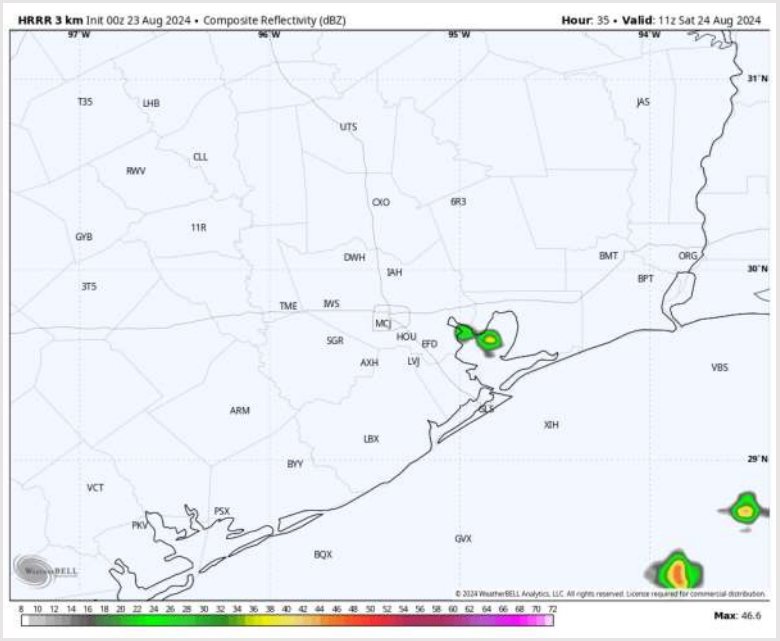 HRRR 3 km Init 00z 23 Aug 2024 • Composite Reflectivity (dBZ) Hour: 35 • Valid: 11z Sat 24 Aug 2024
97°W 96°W 95°W 94°W
31°N
T35 LHB JAS
UTS
CLL
RWV
CXO 6R3
11R
GYB
DWH BMT ORG
IAH 30°N
BPT
3T5
TME IWS
MCJ
SGR HOU EFD
AXH LVJ VBS
ARM GLS
XIH
LBX
BYY 29°N
VCT
PSX
PKV
GVX
BQX
WeatherBELL
© 2024 WeatherBELL Analytics, LLC. All rights reserved. License required for commercial distribution.
8 10 12 14 16 18 20 22 24 26 28 30 32 34 36 38 40 42 44 46 48 50 52 54 56 58 60 62 64 66 68 70 72 Max: 46.6